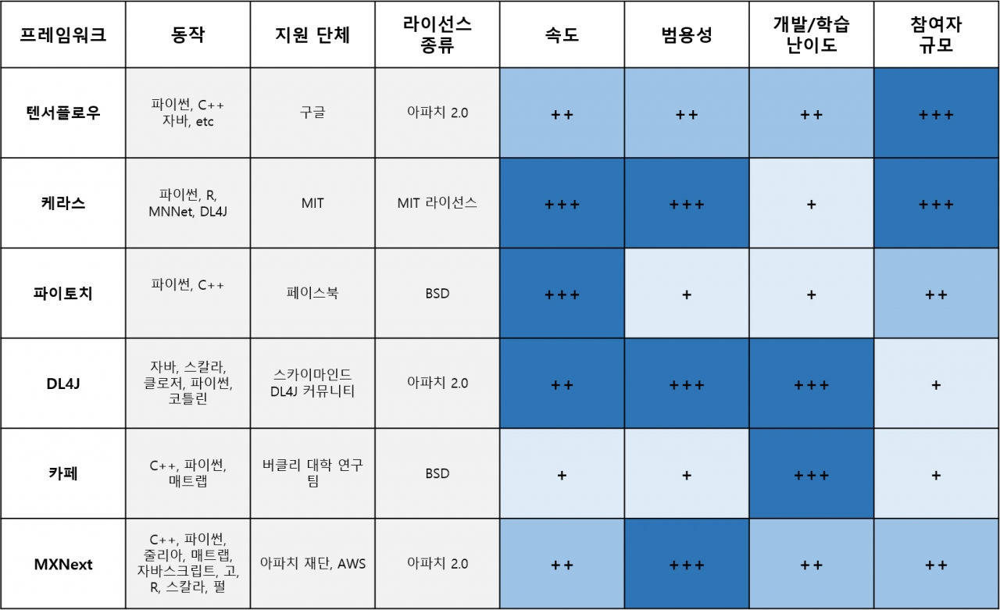 프레임워크
동작
지원 단체
라이선스
종류
속도
범용성
개발/학습
난이도
참여자
규모
텐서플로우
파이썬, C++
자바, etc
구글
아파치 2.0
++
++
++
+++
케라스
파이썬, R,
MNNet, DL4J
MIT
MIT 라이선스
+++
+++
+
+++
파이토치
파이썬, C++
페이스북
BSD
+++
+
+
++
DL4J
자바, 스칼라,
클로저, 파이썬,
코틀린
스카이마인드
DL4J 커뮤니티
아파치 2.0
++
+++
+++
+
카페
C++, 파이썬,
매트랩
버클리 대학 연구
팀
BSD
+
+
+++
+
MXNext
C++, 파이썬,
줄리아, 매트랩,
자바스크립트, 고,
R, 스칼라, 펄
아파치 재단, AWS
아파치 2.0
++
+++
++
++